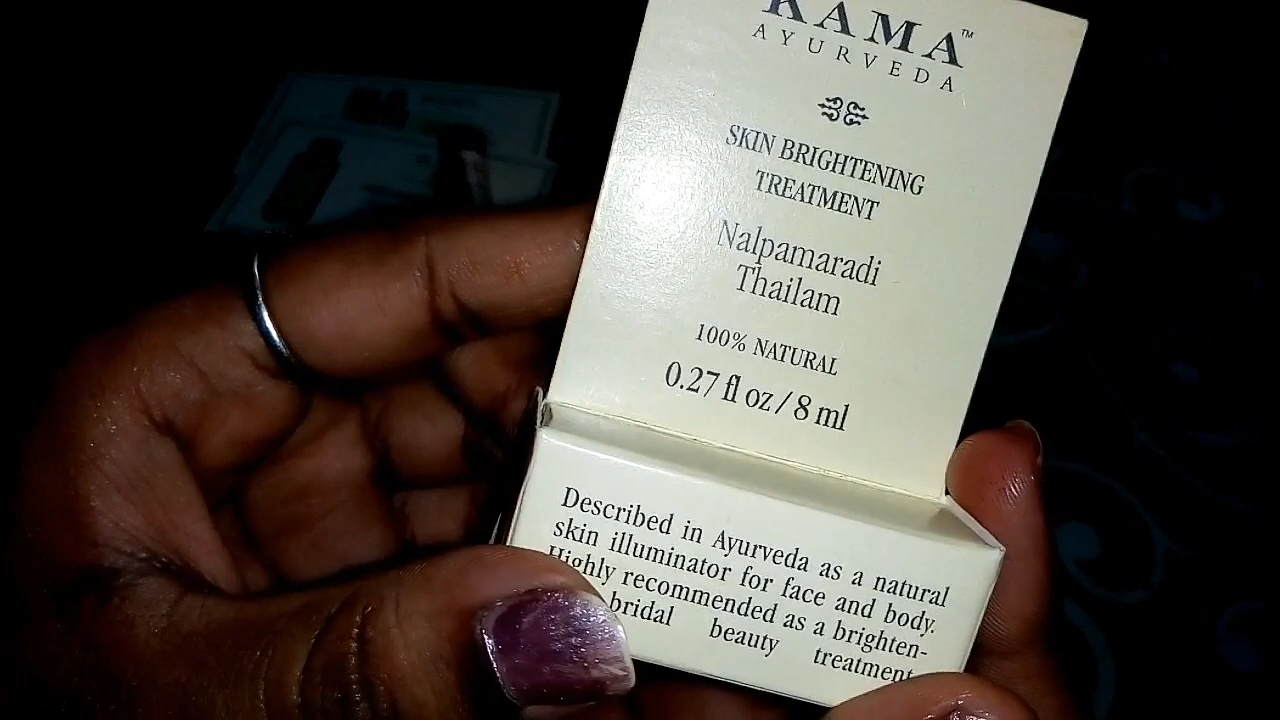 KAMA™
AYURVEDA
SKIN BRIGHTENING
TREATMENT
Nalpamaradi
Thailam
100% NATURAL
0.27 fl oz / 8 ml
Described in Ayurveda as a natural
skin illuminator for face and body.
Highly recommended as a brighten-
bridal beauty treatment